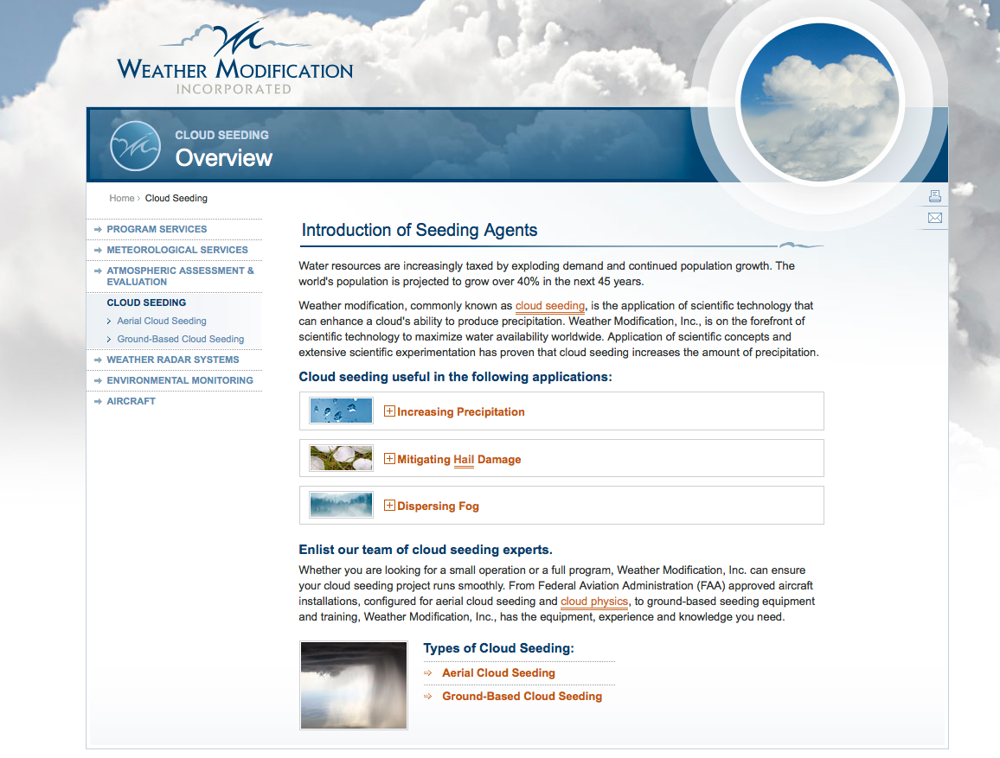 WEATHER MODIFICATION
INCORPORATED
CLOUD SEEDING
Overview
Home › Cloud Seeding
PROGRAM SERVICES
METEOROLOGICAL SERVICES
ATMOSPHERIC ASSESSMENT &
EVALUATION
CLOUD SEEDING
Aerial Cloud Seeding
Ground-Based Cloud Seeding
WEATHER RADAR SYSTEMS
ENVIRONMENTAL MONITORING
AIRCRAFT
Introduction of Seeding Agents
Water resources are increasingly taxed by exploding demand and continued population growth. The
world's population is projected to grow over 40% in the next 45 years.
Weather modification, commonly known as cloud seeding, is the application of scientific technology that
can enhance a cloud's ability to produce precipitation. Weather Modification, Inc., is on the forefront of
scientific technology to maximize water availability worldwide. Application of scientific concepts and
extensive scientific experimentation has proven that cloud seeding increases the amount of precipitation.
Cloud seeding useful in the following applications:
Increasing Precipitation
Mitigating Hail Damage
Dispersing Fog
Enlist our team of cloud seeding experts.
Whether you are looking for a small operation or a full program, Weather Modification, Inc. can ensure
your cloud seeding project runs smoothly. From Federal Aviation Administration (FAA) approved aircraft
installations, configured for aerial cloud seeding and cloud physics, to ground-based seeding equipment
and training, Weather Modification, Inc., has the equipment, experience and knowledge you need.
Types of Cloud Seeding:
Aerial Cloud Seeding
Ground-Based Cloud Seeding